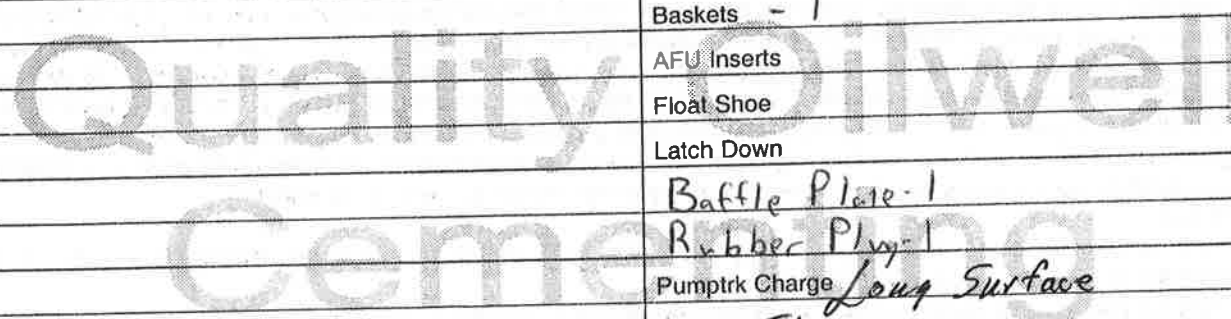 Baskets - 1
AFU Inserts
Float Shoe
Latch Down
Baffle Plate - 1
Rubber Plug - 1
Pumptrk Charge Long Surface
Quality Oilwell
Cementing